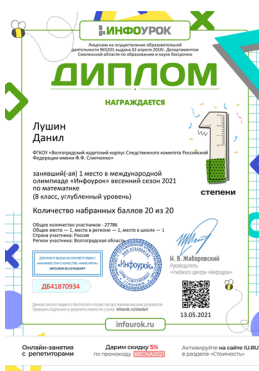 ИНФОУРОК
Лицензия на осуществление образовательной
деятельности №5201 выдана 02 апреля 2018г. Департаментом
Смоленской области по образованию и науке бессрочно
ДИПЛОМ
НАГРАЖДАЕТСЯ
Лушин
Данил
ФГКОУ «Волгоградский кадетский корпус Следственного комитета Российской
Федерации имени Ф.Ф. Слипченко»
занявший(-ая) 1 место в международной
олимпиаде «Инфоурок» весенний сезон 2021
по математике
(8 класс, углубленный уровень)
1
степени
Количество набранных баллов 20 из 20
Общее количество участников - 27786
Общее место — 1, место в регионе — 1, место в школе — 1
Страна участника: Россия
Регион участника: Волгоградская область
«Инфоурок»
ДБ41870934
И. В. Жаборовский
Руководитель
«Учебного центра «Инфоурок»
13.05.2021
infourok.ru
Онлайн-занятия
с репетиторами
Дарим скидку 5%
по промокоду ВЕСНА2021
Активируйте на сайте IU.RU
в разделе «Стоимость»